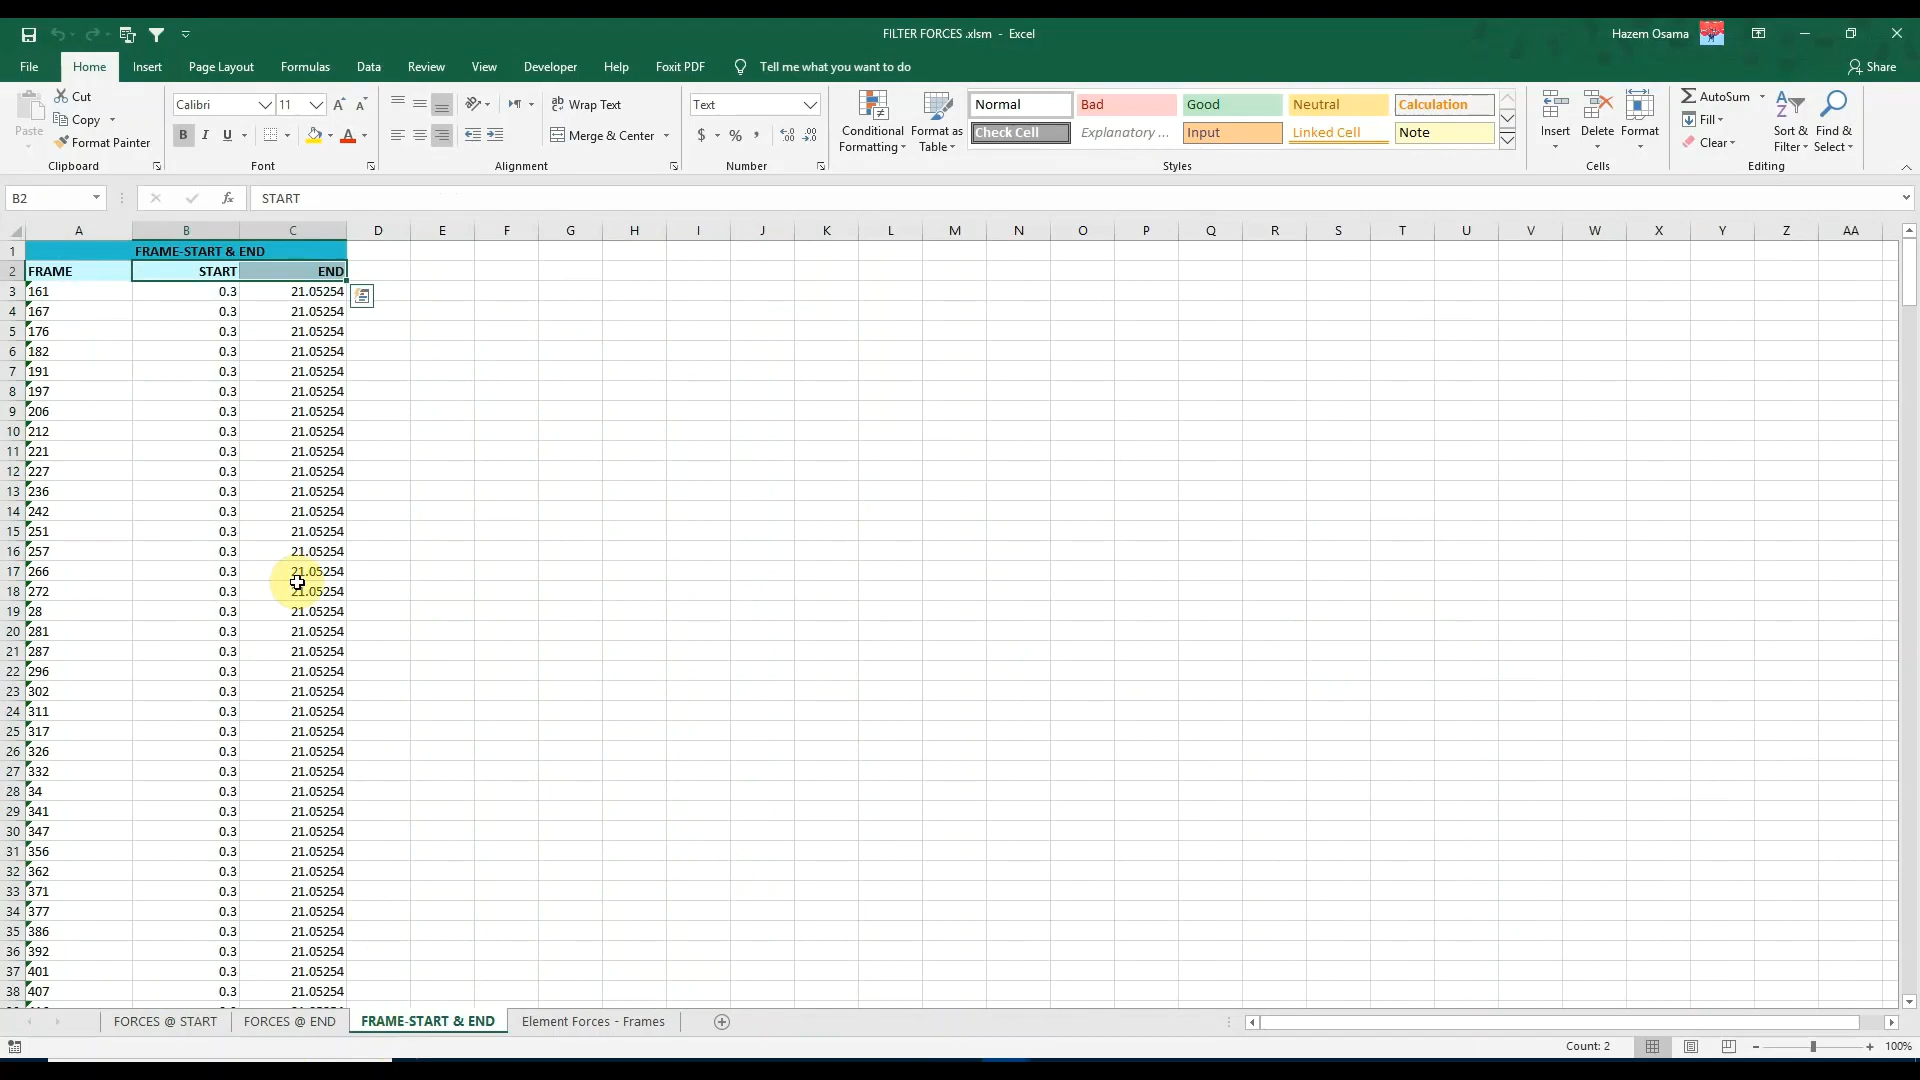 FILTER FORCES .xlsm - Excel
Hazem Osama
File Home Insert Page Layout Formulas Data Review View Developer Help Foxit PDF Tell me what you want to do
Share
Paste
Cut
Copy
Format Painter
Clipboard
Calibri 11
B I U
Font
Wrap Text
Merge & Center
Alignment
Text
$ % ,
Number
Conditional Formatting
Format as Table
Normal Bad Good Neutral Calculation
Check Cell Explanatory ... Input Linked Cell Note
Styles
Insert Delete Format
Cells
AutoSum
Fill
Clear
Sort & Filter
Find & Select
Editing
B2 fx START
A B C D E F G H I J K L M N O P Q R S T U V W X Y Z AA
1 FRAME-START & END
2 FRAME START END
3 161 0.3 21.05254
4 167 0.3 21.05254
5 176 0.3 21.05254
6 182 0.3 21.05254
7 191 0.3 21.05254
8 197 0.3 21.05254
9 206 0.3 21.05254
10 212 0.3 21.05254
11 221 0.3 21.05254
12 227 0.3 21.05254
13 236 0.3 21.05254
14 242 0.3 21.05254
15 251 0.3 21.05254
16 257 0.3 21.05254
17 266 0.3 21.05254
18 272 0.3 21.05254
19 28 0.3 21.05254
20 281 0.3 21.05254
21 287 0.3 21.05254
22 296 0.3 21.05254
23 302 0.3 21.05254
24 311 0.3 21.05254
25 317 0.3 21.05254
26 326 0.3 21.05254
27 332 0.3 21.05254
28 34 0.3 21.05254
29 341 0.3 21.05254
30 347 0.3 21.05254
31 356 0.3 21.05254
32 362 0.3 21.05254
33 371 0.3 21.05254
34 377 0.3 21.05254
35 386 0.3 21.05254
36 392 0.3 21.05254
37 401 0.3 21.05254
38 407 0.3 21.05254
FORCES @ START FORCES @ END FRAME-START & END Element Forces - Frames
Count: 2 100%